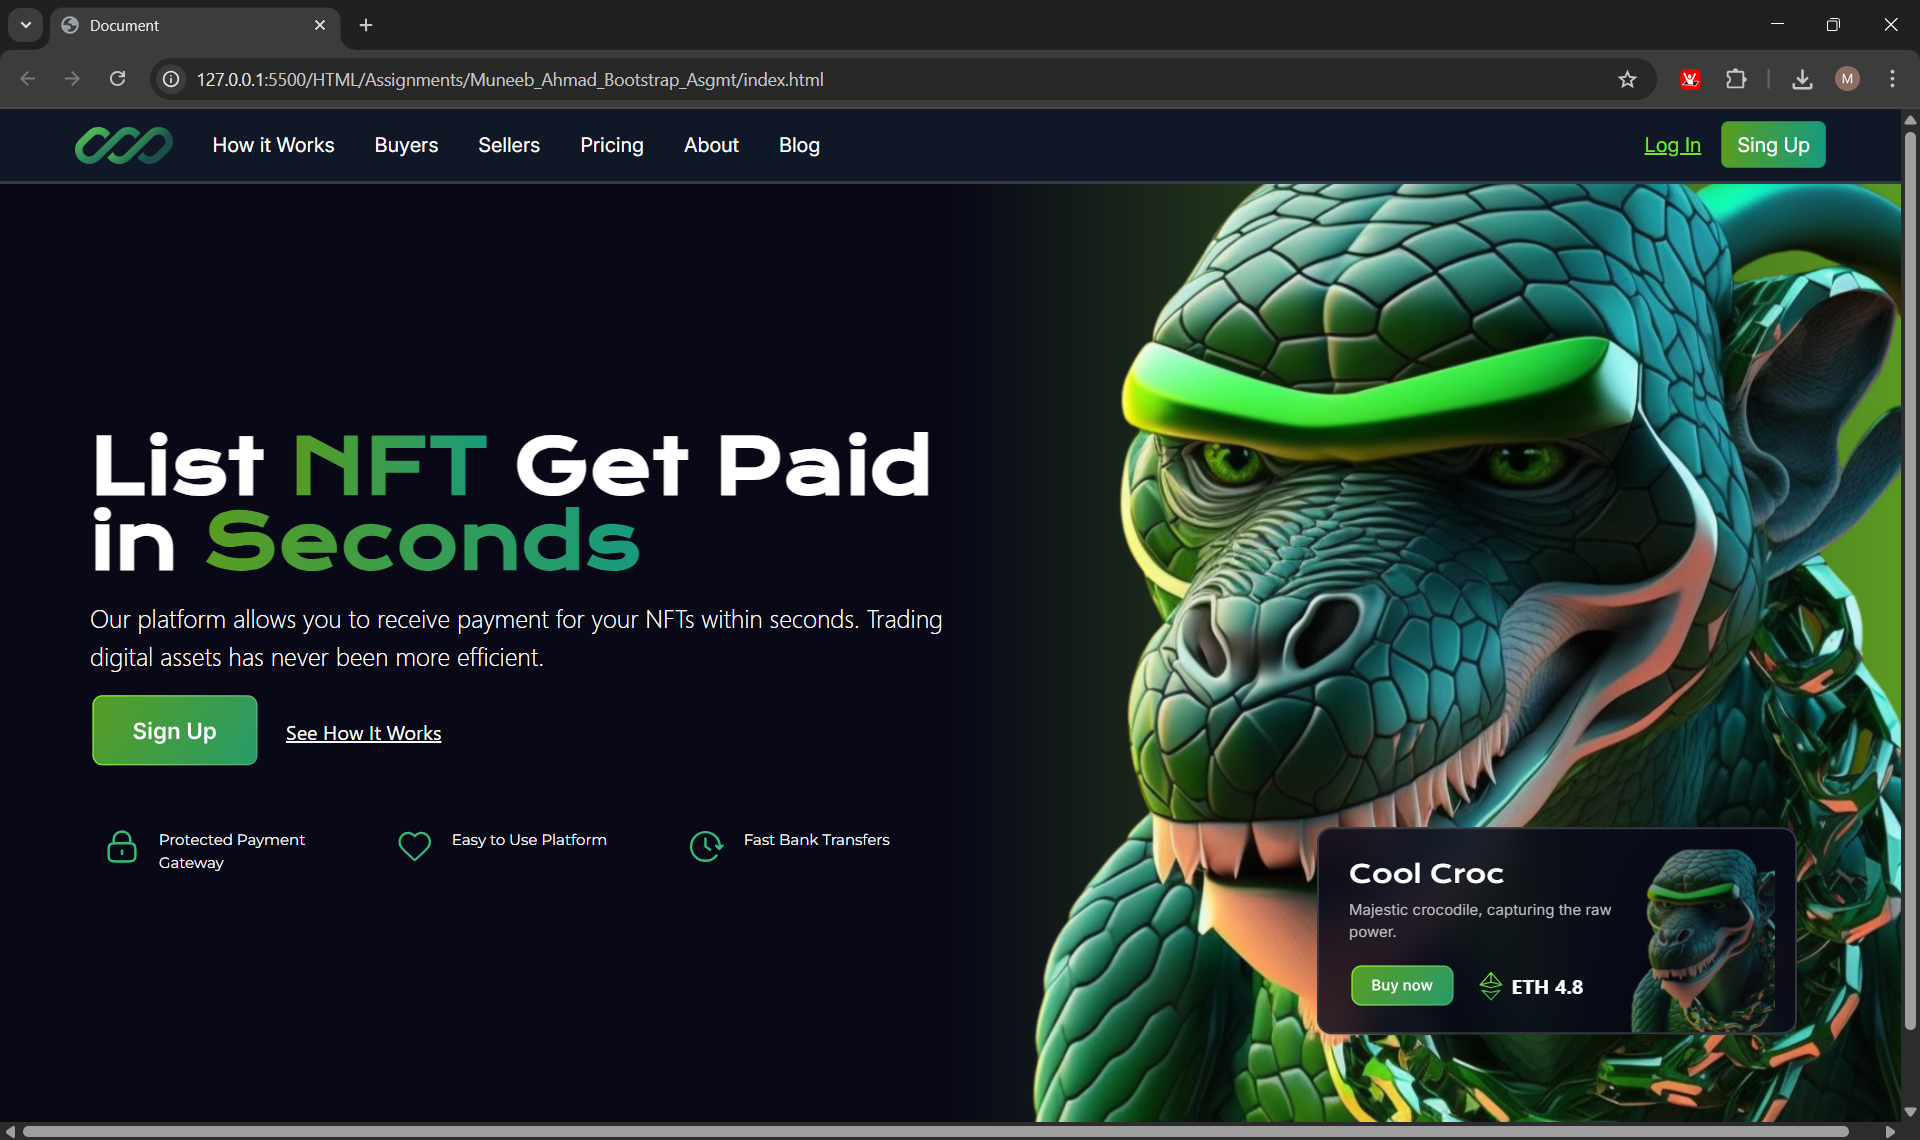 Document
127.0.0.1:5500/HTML/Assignments/Muneeb_Ahmad_Bootstrap_Asgmt/index.html
M
How it Works Buyers Sellers Pricing About Blog Log In Sing Up
List NFT Get Paid
in Seconds
Our platform allows you to receive payment for your NFTs within seconds. Trading
digital assets has never been more efficient.
Sign Up See How It Works
Protected Payment
Gateway
Easy to Use Platform
Fast Bank Transfers
Cool Croc
Majestic crocodile, capturing the raw
power.
Buy now ETH 4.8